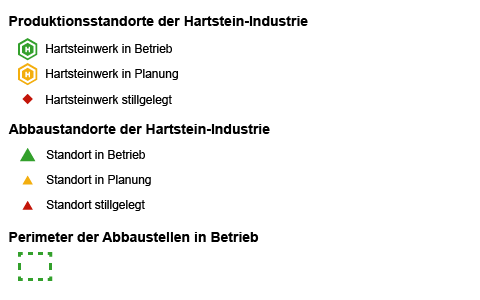 Produktionsstandorte der Hartstein-Industrie
H Hartsteinwerk in Betrieb
H Hartsteinwerk in Planung
Hartsteinwerk stillgelegt
Abbaustandorte der Hartstein-Industrie
Standort in Betrieb
Standort in Planung
Standort stillgelegt
Perimeter der Abbaustellen in Betrieb